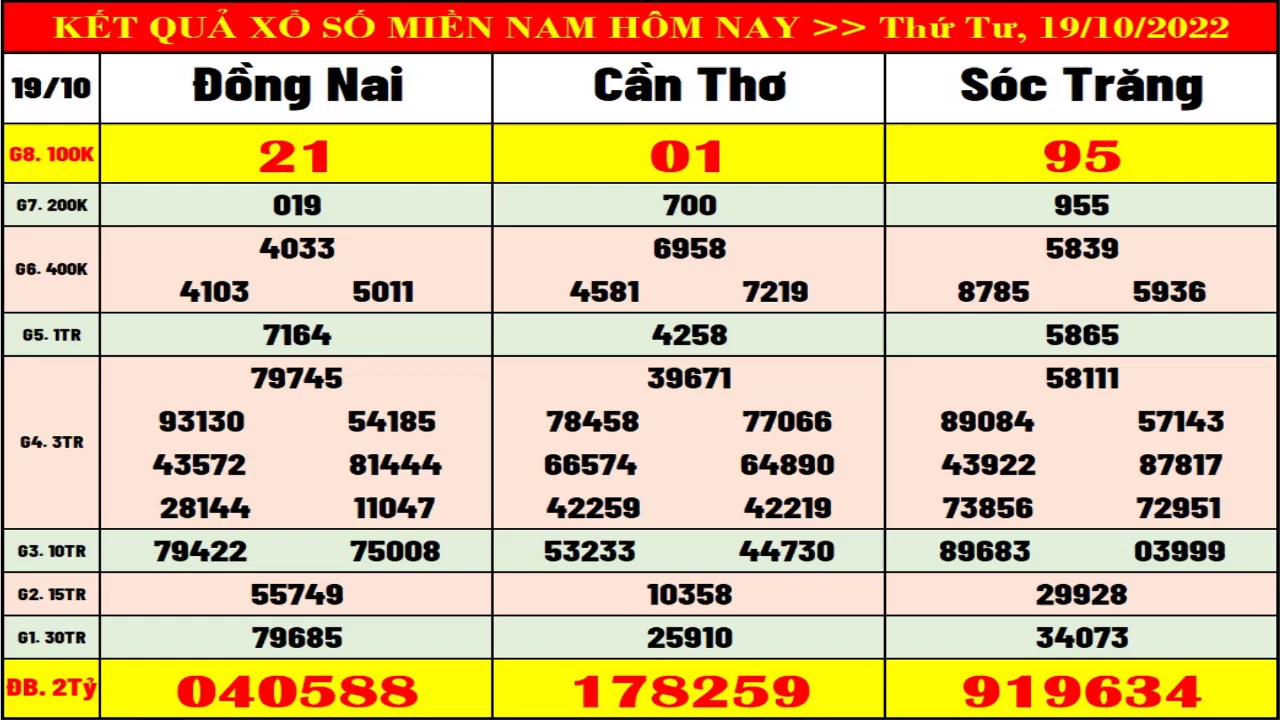 KẾT QUẢ XỔ SỐ MIỀN NAM HÔM NAY >> Thứ Tư, 19/10/2022
19/10 Đồng Nai Cần Thơ Sóc Trăng
G8. 100K 21 01 95
G7. 200K 019 700 955
G6. 400K
4033 6958 5839
4103 5011 4581 7219 8785 5936
G5. 1TR 7164 4258 5865
G4. 3TR
79745 39671 58111
93130 54185 78458 77066 89084 57143
43572 81444 66574 64890 43922 87817
28144 11047 42259 42219 73856 72951
G3. 10TR 79422 75008 53233 44730 89683 03999
G2. 15TR 55749 10358 29928
G1. 30TR 79685 25910 34073
ĐB. 2Tỷ 040588 178259 919634